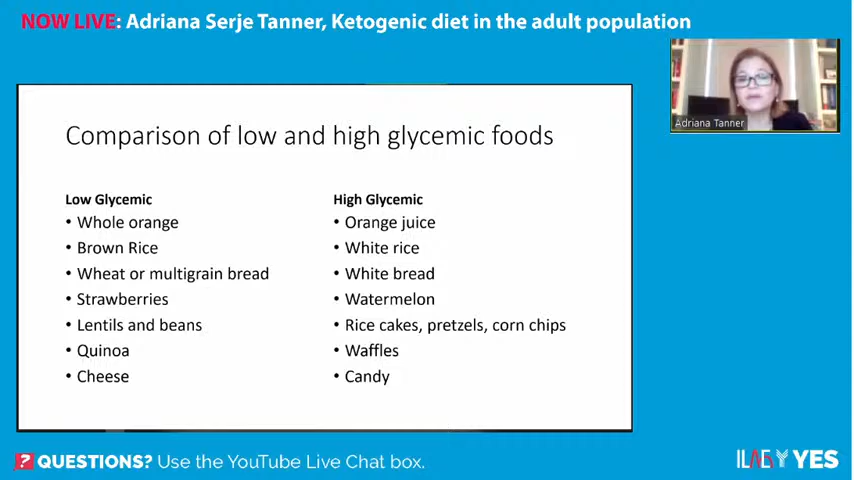 NOW LIVE: Adriana Serje Tanner, Ketogenic diet in the adult population
Adriana Tanner
Comparison of low and high glycemic foods
Low Glycemic
• Whole orange
• Brown Rice
• Wheat or multigrain bread
• Strawberries
• Lentils and beans
• Quinoa
• Cheese
High Glycemic
• Orange juice
• White rice
• White bread
• Watermelon
• Rice cakes, pretzels, corn chips
• Waffles
• Candy
? QUESTIONS? Use the YouTube Live Chat box.
ILAE Y YES